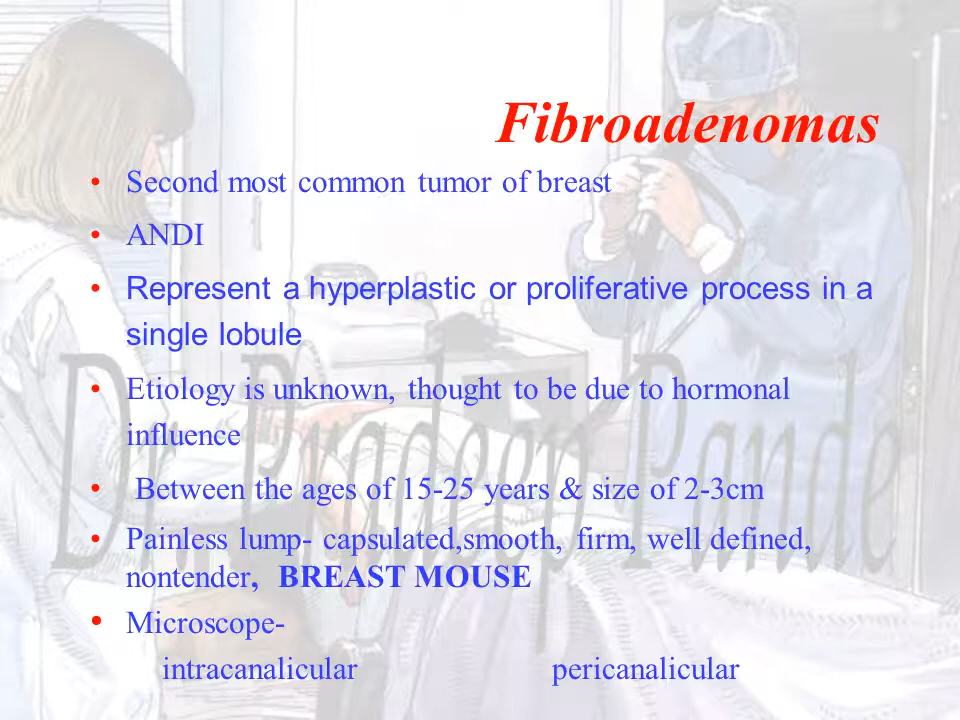 Fibroadenomas
• Second most common tumor of breast
• ANDI
• Represent a hyperplastic or proliferative process in a
single lobule
• Etiology is unknown, thought to be due to hormonal
influence
• Between the ages of 15-25 years & size of 2-3cm
• Painless lump- capsulated,smooth, firm, well defined,
nontender, BREAST MOUSE
• Microscope-
intracanalicular pericanalicular
Dr Pradeep Pande